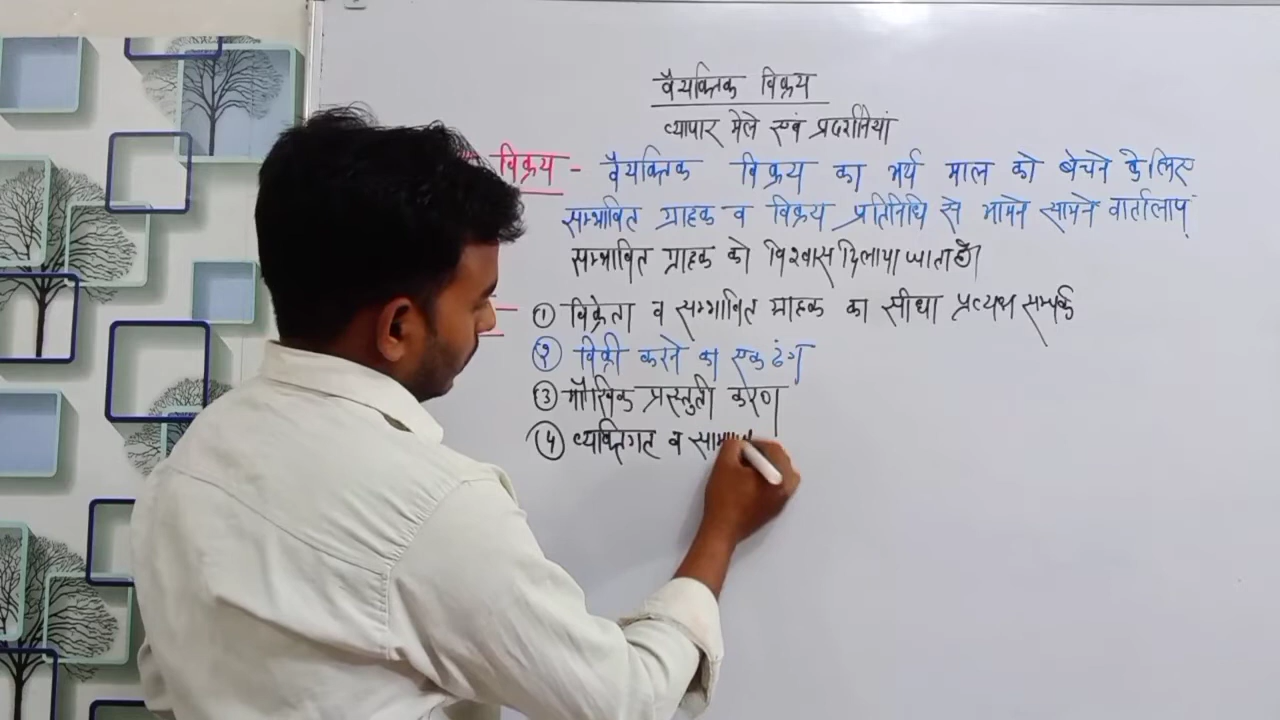 वैयक्तिक विक्रय
व्यापार मेले एवं प्रदर्शनियां
विक्रय - वैयक्तिक विक्रय का अर्थ माल को बेचने के लिए
सम्भावित ग्राहक व विक्रय प्रतिनिधि से आमने सामने वार्तालाप
सम्भावित ग्राहक को विश्वास दिलाया जाता है।
① विक्रेता व सम्भावित ग्राहक का सीधा प्रत्यक्ष सम्पर्क
② विक्री करने का एक ढंग
③ मौखिक प्रस्तुती करण
④ व्यक्तिगत व